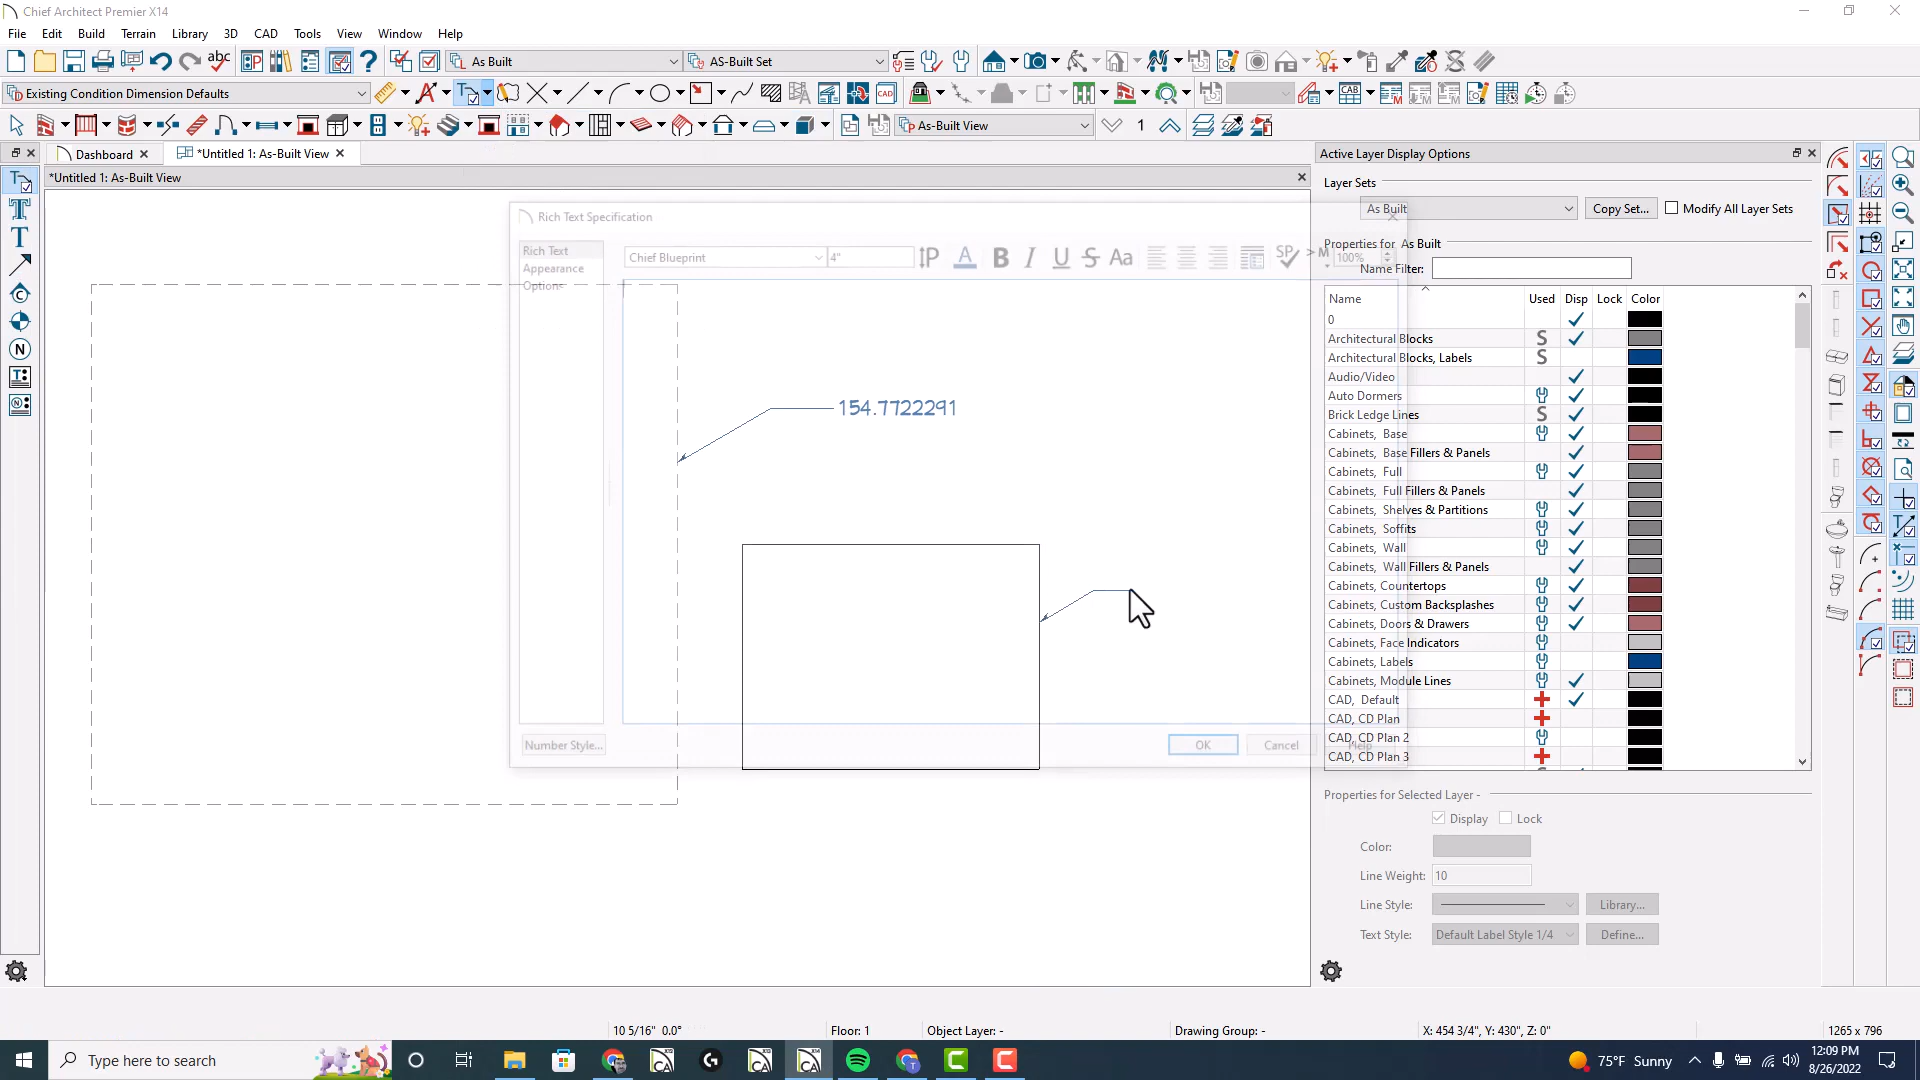 Chief Architect Premier X14
File Edit Build Terrain Library 3D CAD Tools View Window Help
As Built
AS-Built Set
Existing Condition Dimension Defaults
As-Built View
1
Dashboard
*Untitled 1: As-Built View
*Untitled 1: As-Built View
Rich Text Specification
Rich Text
Appearance
Options
Chief Blueprint
4"
100%
154.7722291
Number Style...
OK
Cancel
Help
Active Layer Display Options
Layer Sets
As Built
Copy Set...
Modify All Layer Sets
Properties for As Built
Name Filter:
Name Used Disp Lock Color
0
Architectural Blocks
Architectural Blocks, Labels
Audio/Video
Auto Dormers
Brick Ledge Lines
Cabinets, Base
Cabinets, Base Fillers & Panels
Cabinets, Full
Cabinets, Full Fillers & Panels
Cabinets, Shelves & Partitions
Cabinets, Soffits
Cabinets, Wall
Cabinets, Wall Fillers & Panels
Cabinets, Countertops
Cabinets, Custom Backsplashes
Cabinets, Doors & Drawers
Cabinets, Face Indicators
Cabinets, Labels
Cabinets, Module Lines
CAD, Default
CAD, CD Plan
CAD, CD Plan 2
CAD, CD Plan 3
Properties for Selected Layer -
Display
Lock
Color:
Line Weight: 10
Line Style:
Library...
Text Style: Default Label Style 1/4
Define...
10 5/16" 0.0°
Floor: 1
Object Layer: -
Drawing Group: -
X: 454 3/4", Y: 430", Z: 0"
1265 x 796
Type here to search
75°F Sunny
12:09 PM
8/26/2022